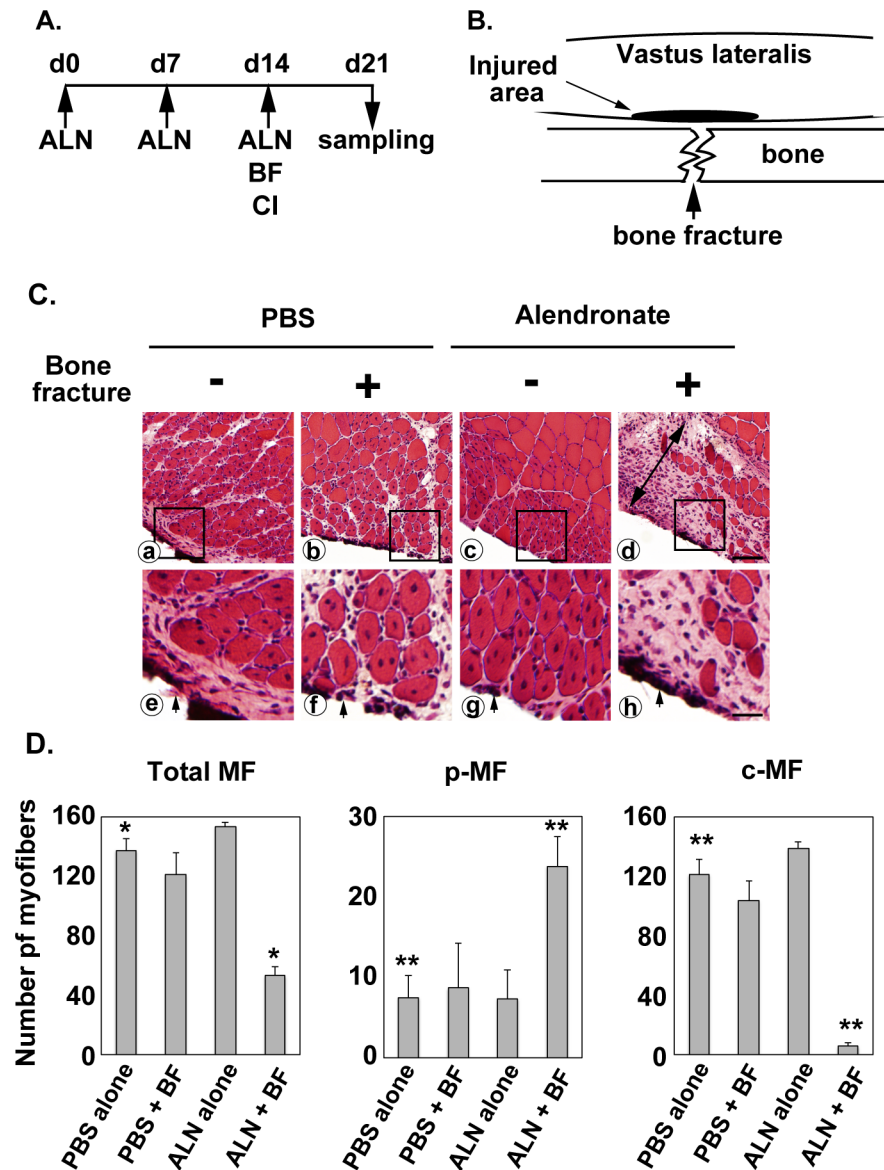 A.
d0 d7 d14 d21
ALN ALN ALN sampling
BF
CI
B.
Vastus lateralis
Injured
area
bone
bone fracture
C.
PBS Alendronate
Bone
fracture
- + - +
a b c d
e f g h
D.
Total MF p-MF c-MF
Number pf myofibers
160
120
80
40
0
* *
PBS alone
PBS + BF
ALN alone
ALN + BF
30
20
10
0
** **
PBS alone
PBS + BF
ALN alone
ALN + BF
160
120
80
40
0
** **
PBS alone
PBS + BF
ALN alone
ALN + BF